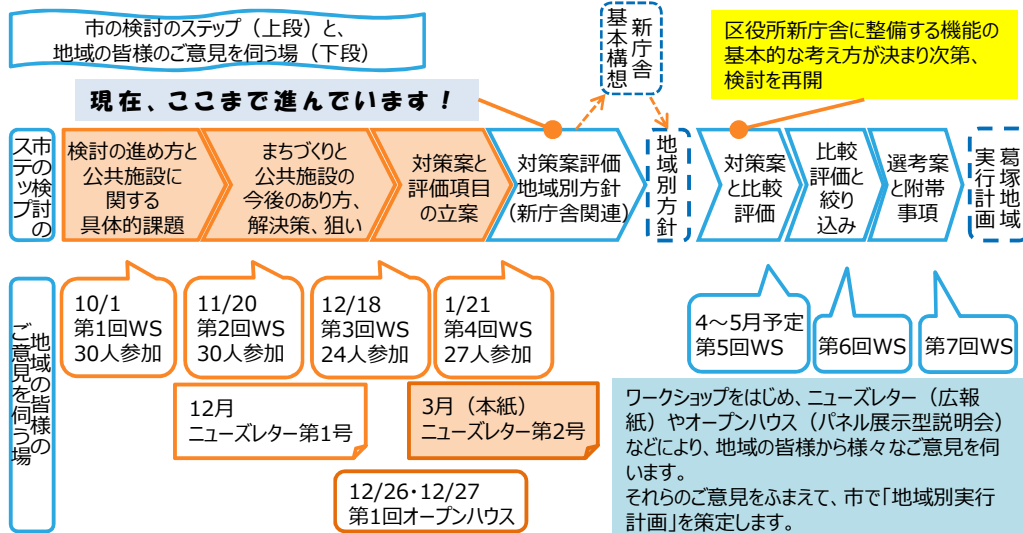 市の検討のステップ（上段）と、
地域の皆様のご意見を伺う場（下段）
現在、ここまで進んでいます！
新庁舎
基本構想
区役所新庁舎に整備する機能の
基本的な考え方が決まり次第、
検討を再開
市の検討の
ステップ
検討の進め方と
公共施設に
関する
具体的課題
まちづくりと
公共施設の
今後のあり方、
解決策、狙い
対策案と
評価項目
の立案
対策案評価
地域別方針
（新庁舎関連）
地域別方針
対策案
と比較
評価
比較
評価と
絞り
込み
選考案
と附帯
事項
葛塚地域
実行計画
地域の皆様の
ご意見を伺う場
10/1
第1回WS
30人参加
11/20
第2回WS
30人参加
12/18
第3回WS
24人参加
1/21
第4回WS
27人参加
4～5月予定
第5回WS
第6回WS
第7回WS
12月
ニューズレター第1号
3月（本紙）
ニューズレター第2号
12/26・12/27
第1回オープンハウス
ワークショップをはじめ、ニューズレター（広報
紙）やオープンハウス（パネル展示型説明会）
などにより、地域の皆様から様々なご意見を伺
います。
それらのご意見をふまえて、市で「地域別実行
計画」を策定します。